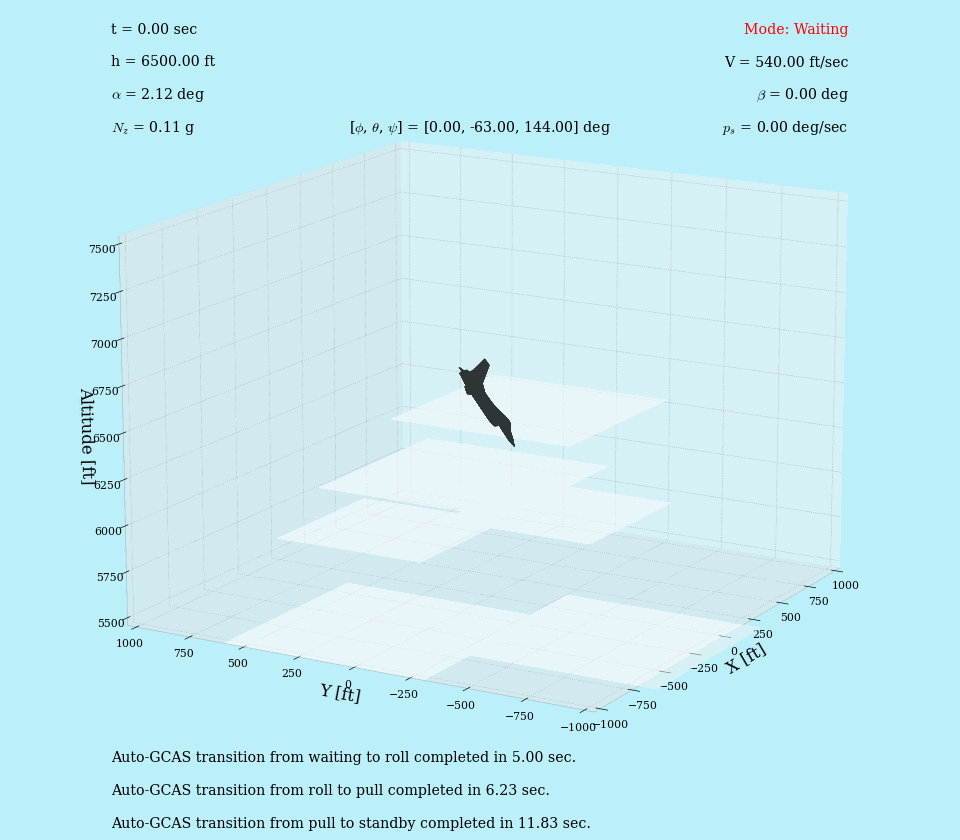 t = 0.00 sec
Mode: Waiting
h = 6500.00 ft
V = 540.00 ft/sec
α = 2.12 deg
β = 0.00 deg
N_z = 0.11 g
[ϕ, θ, ψ] = [0.00, -63.00, 144.00] deg
p_s = 0.00 deg/sec
7500
7250
7000
6750
6500
6250
6000
5750
5500
Altitude [ft]
1000
750
500
250
0
−250
−500
−750
−1000
Y [ft]
1000
750
500
250
0
−250
−500
−750
−1000
X [ft]
Auto-GCAS transition from waiting to roll completed in 5.00 sec.
Auto-GCAS transition from roll to pull completed in 6.23 sec.
Auto-GCAS transition from pull to standby completed in 11.83 sec.